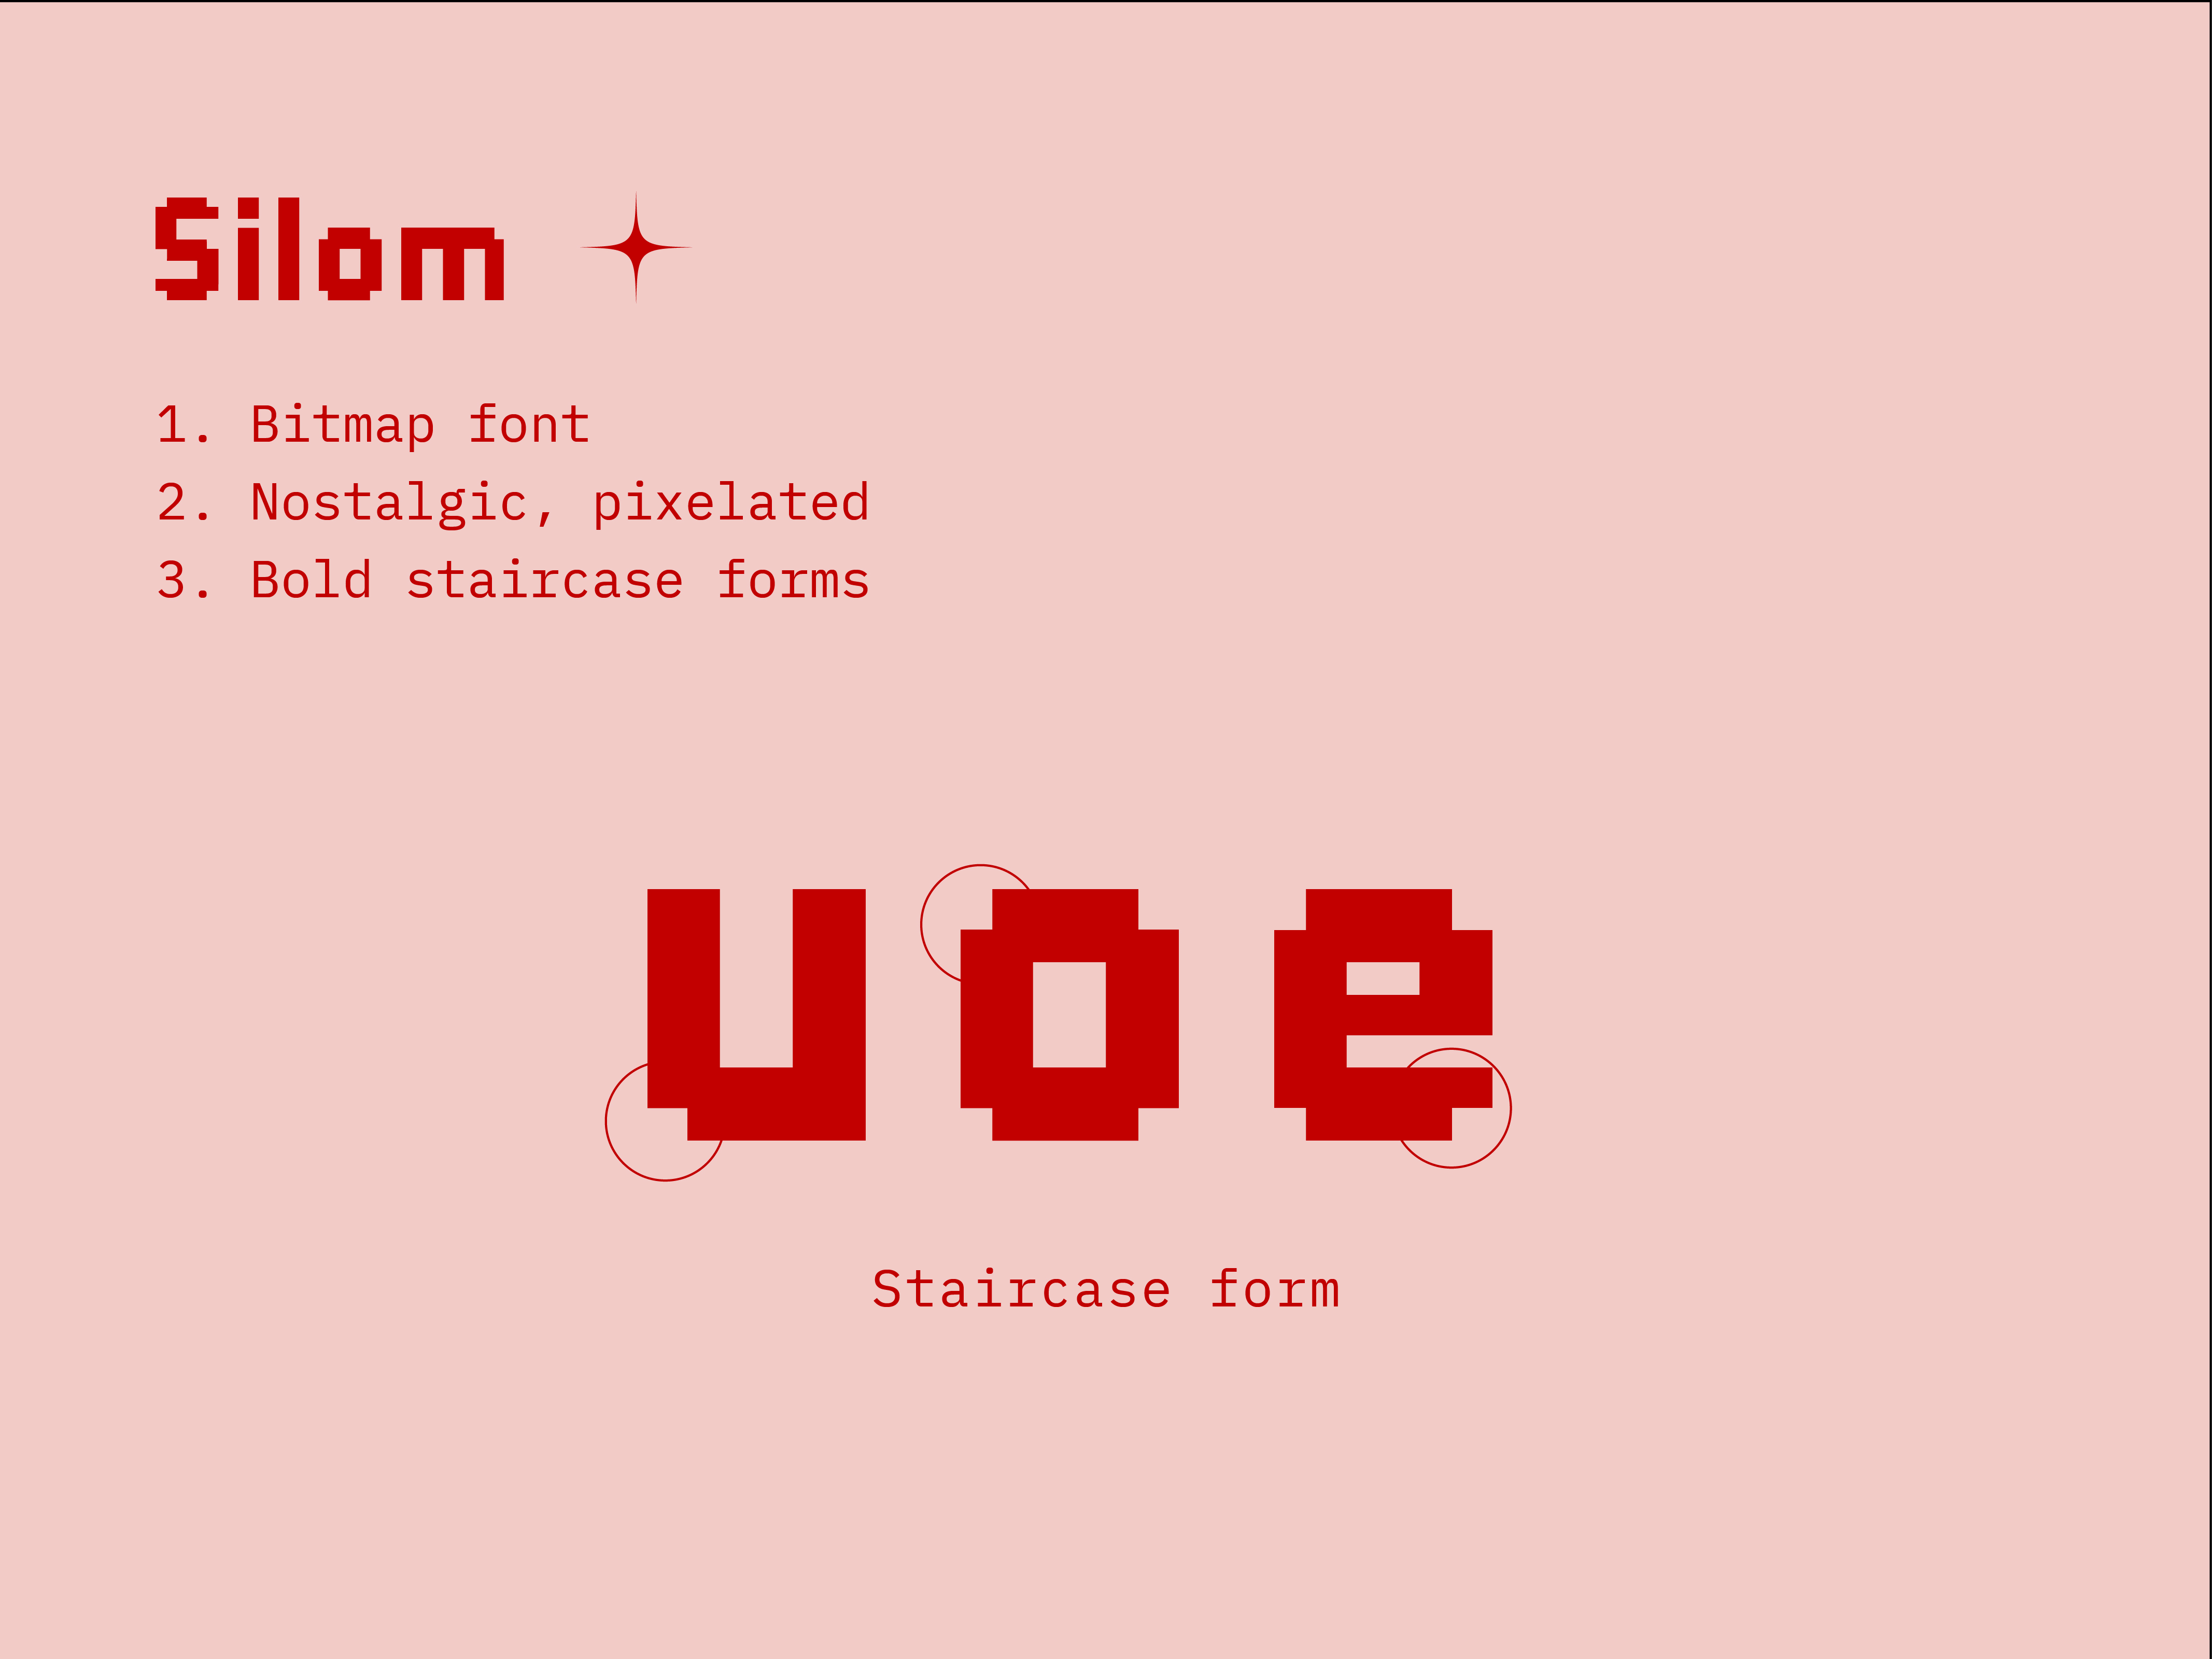 Silom
1. Bitmap font
2. Nostalgic, pixelated
3. Bold staircase forms
uoe
Staircase form